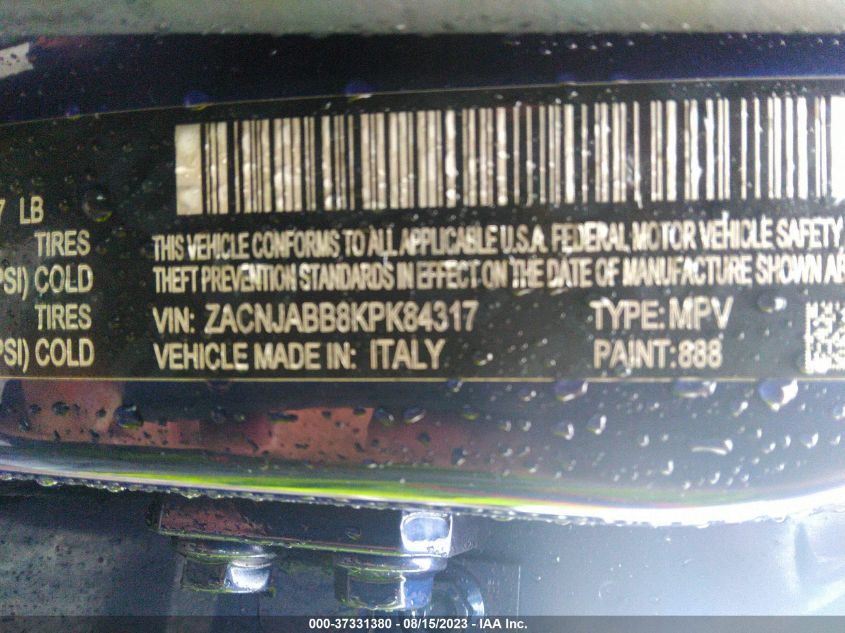 7 LB
TIRES
PSI) COLD
TIRES
PSI) COLD
THIS VEHICLE CONFORMS TO ALL APPLICABLE U.S.A. FEDERAL MOTOR VEHICLE SAFETY,
THEFT PREVENTION STANDARDS IN EFFECT ON THE DATE OF MANUFACTURE SHOWN AB
VIN: ZACNJABB8KPK84317 TYPE: MPV
VEHICLE MADE IN: ITALY PAINT: 888
000-37331380 - 08/15/2023 - IAA Inc.